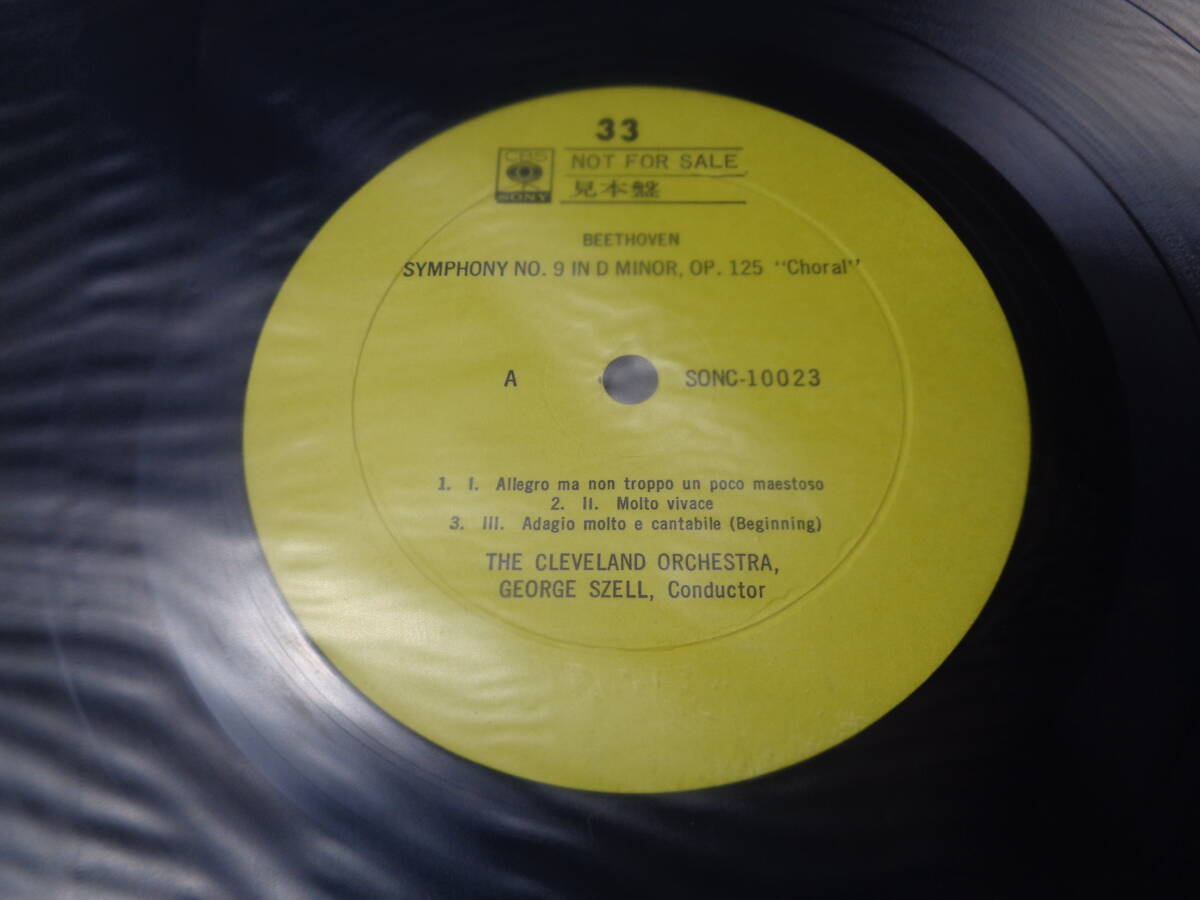 33
CBS
SONY
NOT FOR SALE
見本盤
BEETHOVEN
SYMPHONY NO. 9 IN D MINOR, OP. 125 "Choral"
A
SONC-10023
1. I. Allegro ma non troppo un poco maestoso
2. II. Molto vivace
3. III. Adagio molto e cantabile (Beginning)
THE CLEVELAND ORCHESTRA,
GEORGE SZELL, Conductor